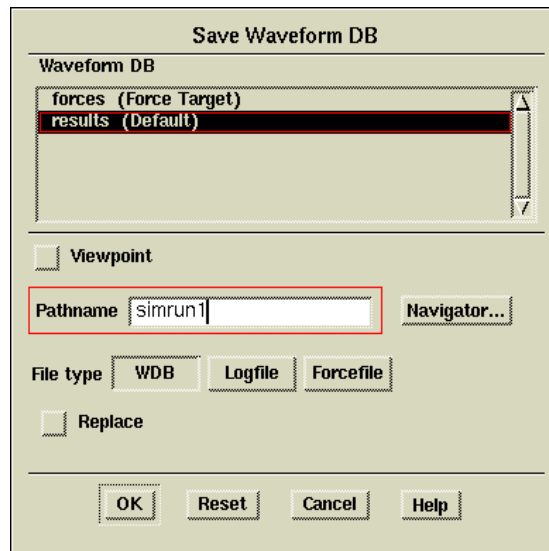 Save Waveform DB
Waveform DB
forces (Force Target)
results (Default)
Viewpoint
Pathname simrun1 Navigator...
File type WDB Logfile Forcefile
Replace
OK Reset Cancel Help